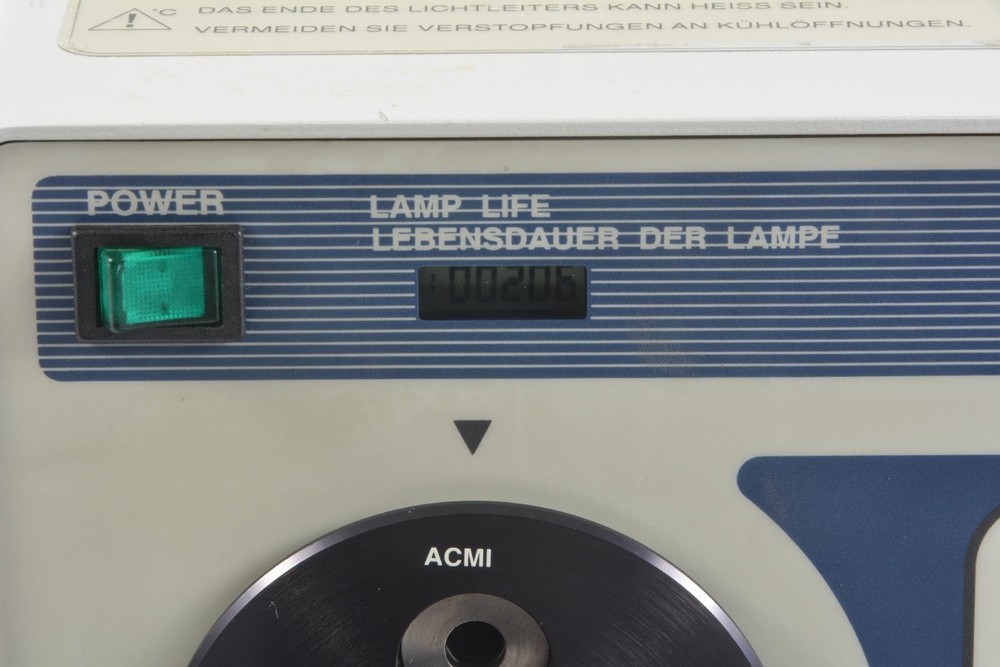 °C DAS ENDE DES LICHTLEITERS KANN HEISS SEIN.
VERMEIDEN SIE VERSTOPFUNGEN AN KÜHLÖFFNUNGEN.
POWER
LAMP LIFE
LEBENSDAUER DER LAMPE
00206
ACMI